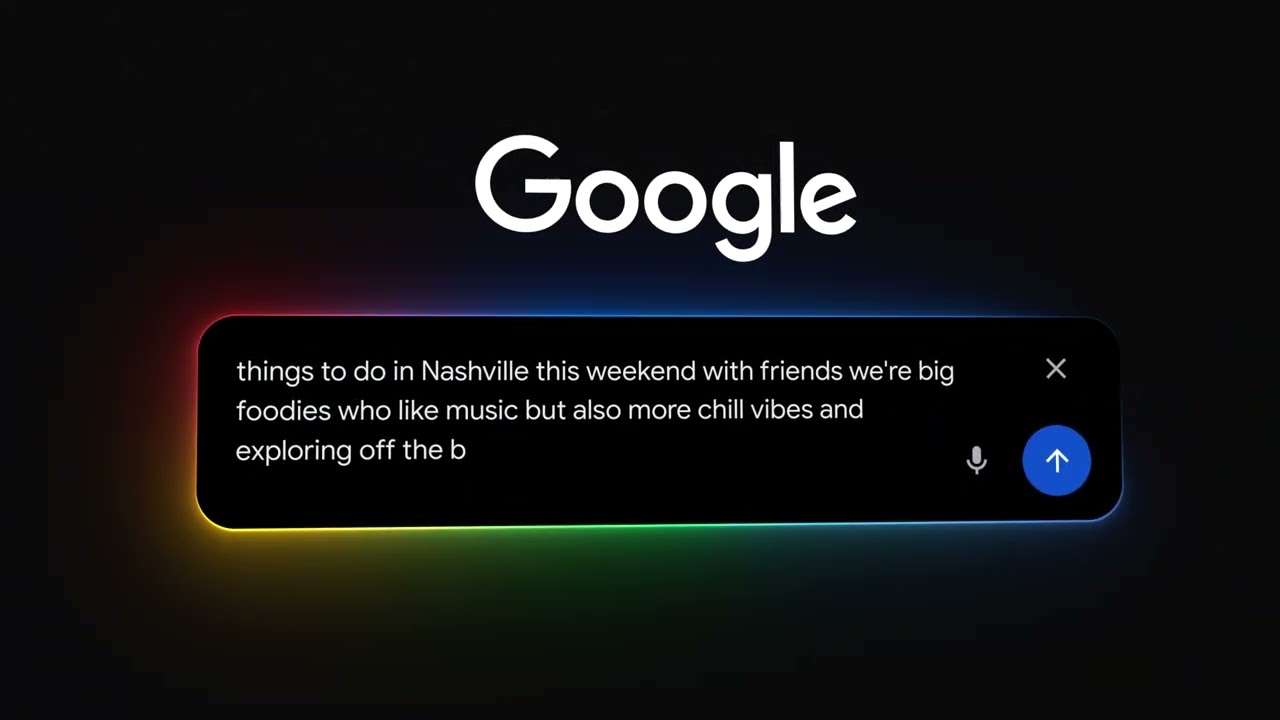 Google
things to do in Nashville this weekend with friends we're big
foodies who like music but also more chill vibes and
exploring off the b